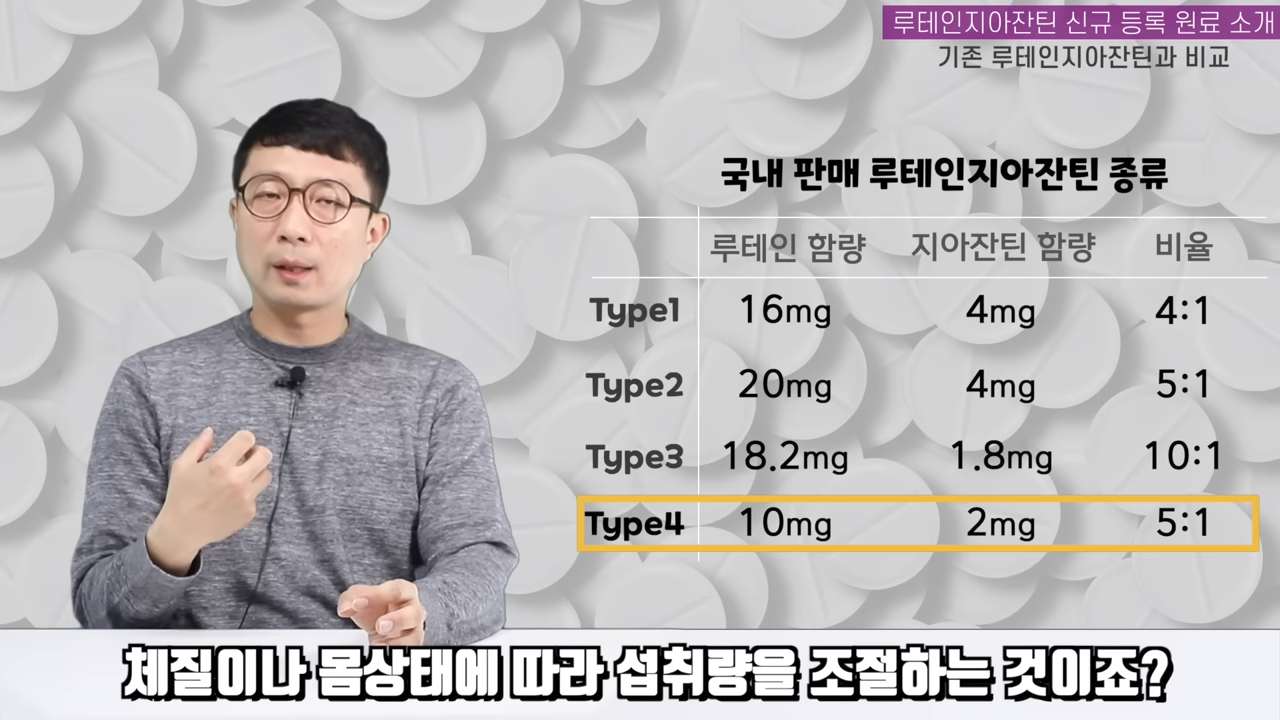 루테인지아잔틴 신규 등록 원료 소개
기존 루테인지아잔틴과 비교
국내 판매 루테인지아잔틴 종류
루테인 함량 지아잔틴 함량 비율
Type1 16mg 4mg 4:1
Type2 20mg 4mg 5:1
Type3 18.2mg 1.8mg 10:1
Type4 10mg 2mg 5:1
체질이나 몸상태에 따라 섭취량을 조절하는 것이죠?